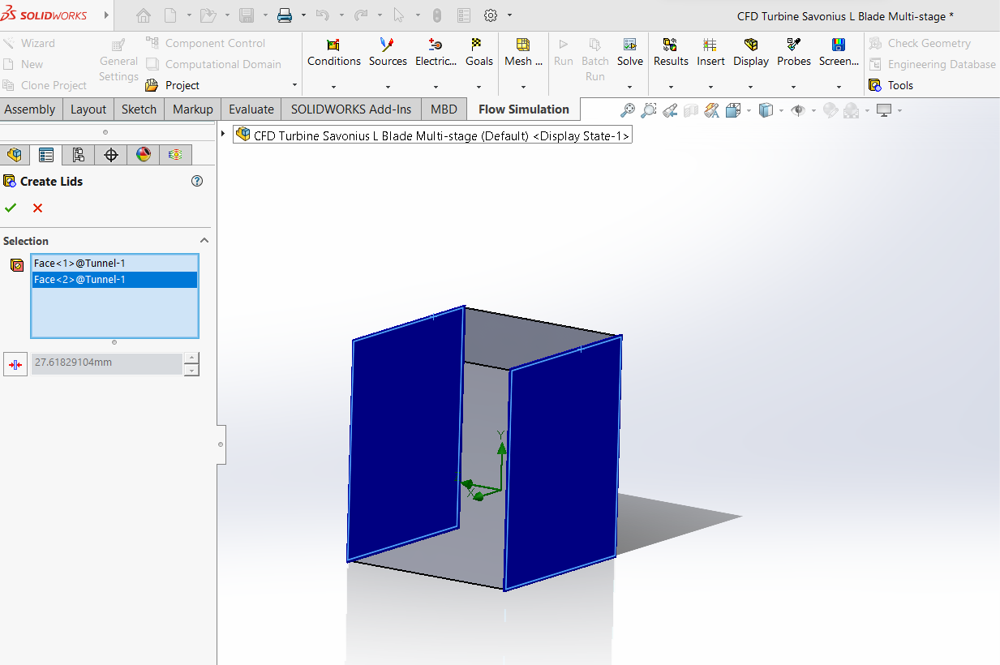 SOLIDWORKS
CFD Turbine Savonius L Blade Multi-stage *
Wizard
New
Clone Project
General
Settings
Component Control
Computational Domain
Project
Conditions
Sources
Electric...
Goals
Mesh ...
Run
Batch
Run
Solve
Results
Insert
Display
Probes
Screen...
Check Geometry
Engineering Database
Tools
Assembly
Layout
Sketch
Markup
Evaluate
SOLIDWORKS Add-Ins
MBD
Flow Simulation
CFD Turbine Savonius L Blade Multi-stage (Default) <Display State-1>
Create Lids
Selection
Face<1>@Tunnel-1
Face<2>@Tunnel-1
27.61829104mm
Y
Z
X